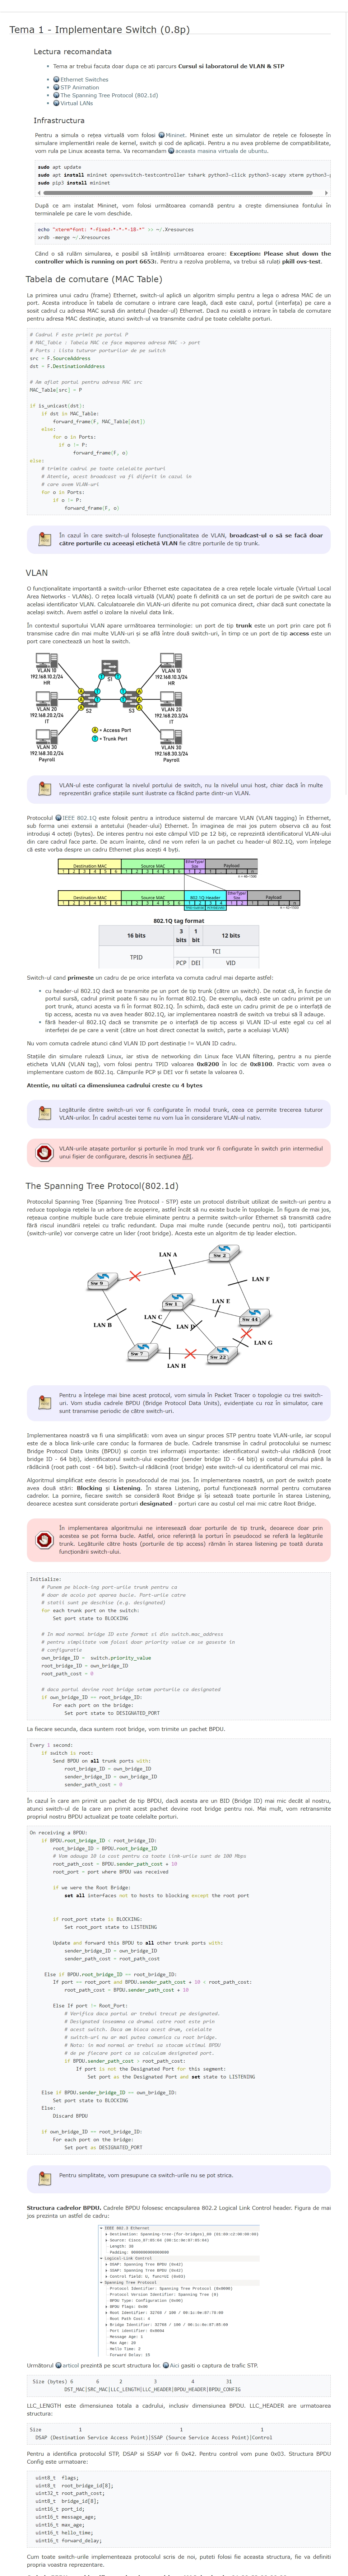 Tema 1 - Implementare Switch (0.8p)
Lectura recomandata
Tema ar trebui facuta doar dupa ce ati parcurs Cursul si laboratorul de VLAN & STP
Ethernet Switches
STP Animation
The Spanning Tree Protocol (802.1d)
Virtual LANs
Infrastructura
Pentru a simula o rețea virtuală vom folosi Mininet. Mininet este un simulator de rețele ce folosește în
simulare implementări reale de kernel, switch și cod de aplicații. Pentru a nu avea probleme de compatibilitate,
vom rula pe Linux aceasta tema. Va recomandam aceasta masina virtuala de ubuntu.
sudo apt update
sudo apt install mininet openvswitch-testcontroller tshark python3-click python3-scapy xterm python3-
sudo pip3 install mininet
După ce am instalat Mininet, vom folosi următoarea comandă pentru a crește dimensiunea fontului în
terminalele pe care le vom deschide.
echo "xterm*font: *-fixed-*-*-*-18-*" >> ~/.Xresources
xrdb -merge ~/.Xresources
Când o să rulăm simularea, e posibil să întâlniți următoarea eroare: Exception: Please shut down the
controller which is running on port 6653:. Pentru a rezolva problema, va trebui să rulați pkill ovs-test.
Tabela de comutare (MAC Table)
La primirea unui cadru (frame) Ethernet, switch-ul aplică un algoritm simplu pentru a lega o adresă MAC de un
port. Acesta introduce în tabela de comutare o intrare care leagă, dacă este cazul, portul (interfața) pe care a
sosit cadrul cu adresa MAC sursă din antetul (header-ul) Ethernet. Dacă nu există o intrare în tabela de comutare
pentru adresa MAC destinație, atunci switch-ul va transmite cadrul pe toate celelalte porturi.
# Cadrul F este primit pe portul P
# MAC_Table : Tabela MAC ce face maparea adresa MAC -> port
# Ports : lista tuturor porturilor de pe switch
src = F.SourceAddress
dst = F.DestinationAddress
# Am aflat portul pentru adresa MAC src
MAC_Table[src] = P
if is_unicast(dst):
if dst in MAC_Table:
forward_frame(F, MAC_Table[dst])
else:
for o in Ports:
if o != P:
forward_frame(F, o)
else:
# trimite cadrul pe toate celelalte porturi
# Atentie, acest broadcast va fi diferit in cazul in
# care avem VLAN-uri
for o in Ports:
if o != P:
forward_frame(F, o)
În cazul în care switch-ul folosește funcționalitatea de VLAN, broadcast-ul o să se facă doar
către porturile cu aceeași etichetă VLAN fie către porturile de tip trunk.
VLAN
O funcționalitate importantă a switch-urilor Ethernet este capacitatea de a crea rețele locale virtuale (Virtual Local
Area Networks - VLANs). O rețea locală virtuală (VLAN) poate fi definită ca un set de porturi de pe switch care au
același identificator VLAN. Calculatoarele din VLAN-uri diferite nu pot comunica direct, chiar dacă sunt conectate la
același switch. Avem astfel o izolare la nivelul data link.
În contextul suportului VLAN apare următoarea terminologie: un port de tip trunk este un port prin care pot fi
transmise cadre din mai multe VLAN-uri și se află între două switch-uri, în timp ce un port de tip access este un
port care conectează un host la switch.
VLAN 10
192.168.10.2/24
HR
VLAN 20
192.168.20.2/24
IT
VLAN 30
192.168.30.2/24
Payroll
S1
S2
S3
VLAN 10
192.168.10.3/24
HR
VLAN 20
192.168.20.3/24
IT
VLAN 30
192.168.30.3/24
Payroll
A = Access Port
T = Trunk Port
VLAN-ul este configurat la nivelul portului de switch, nu la nivelul unui host, chiar dacă în multe
reprezentări grafice stațiile sunt ilustrate ca făcând parte dintr-un VLAN.
Protocolul IEEE 802.1Q este folosit pentru a introduce sistemul de marcare VLAN (VLAN tagging) în Ethernet,
sub forma unei extensii a antetului (header-ului) Ethernet. În imaginea de mai jos putem observa că au fost
introduși 4 octeți (bytes). De interes pentru noi este câmpul VID pe 12 biți, ce reprezintă identificatorul VLAN-ului
din care cadrul face parte. De acum înainte, când ne vom referi la un pachet cu header-ul 802.1Q, vom înțelege
că este vorba despre un cadru Ethernet plus acești 4 byți.
Destination MAC Source MAC EtherType/Size Payload
Destination MAC Source MAC 802.1Q Header EtherType/Size Payload
802.1Q tag format
16 bits 3 bits 1 bit 12 bits
TPID TCI
PCP DEI VID
Switch-ul cand primeste un cadru de pe orice interfata va comuta cadrul mai departe astfel:
cu header-ul 802.1Q dacă se transmite pe un port de tip trunk (către un switch). De notat că, în funcție de
portul sursă, cadrul primit poate fi sau nu în format 802.1Q. De exemplu, dacă este un cadru primit pe un
port trunk, atunci acesta va fi în format 802.1Q. În schimb, dacă este un cadru primit de pe o interfață de
tip access, acesta nu va avea header 802.1Q, iar implementarea noastră de switch va trebui să îl adauge.
fără header-ul 802.1Q dacă se transmite pe o interfață de tip access și VLAN ID-ul este egal cu cel al
interfeței de pe care a venit (către un host direct conectat la switch, parte a aceluiași VLAN)
Nu vom comuta cadrele atunci când VLAN ID port destinație != VLAN ID cadru.
Stațiile din simulare rulează Linux, iar stiva de networking din Linux face VLAN filtering, pentru a nu pierde
eticheta VLAN (VLAN tag), vom folosi pentru TPID valoarea 0x8200 în loc de 0x8100. Practic vom avea o
implementare custom de 802.1q. Câmpurile PCP și DEI vor fi setate la valoarea 0.
Atentie, nu uitati ca dimensiunea cadrului creste cu 4 bytes
Legăturile dintre switch-uri vor fi configurate în modul trunk, ceea ce permite trecerea tuturor
VLAN-urilor. În cadrul acestei teme nu vom lua în considerare VLAN-ul nativ.
VLAN-urile atașate porturilor și porturile în mod trunk vor fi configurate în switch prin intermediul
unui fișier de configurare, descris în secțiunea API.
The Spanning Tree Protocol(802.1d)
Protocolul Spanning Tree (Spanning Tree Protocol - STP) este un protocol distribuit utilizat de switch-uri pentru a
reduce topologia rețelei la un arbore de acoperire, astfel încât să nu existe bucle în topologie. În figura de mai jos,
rețeaua conține multiple bucle care trebuie eliminate pentru a permite switch-urilor Ethernet să transmită cadre
fără riscul inundării rețelei cu trafic redundant. Dupa mai multe runde (secunde pentru noi), toti participantii
(switch-urile) vor converge catre un lider (root bridge). Acesta este un algoritm de tip leader election.
LAN A
Sw 2
Sw 9
LAN F
LAN E
Sw 1
LAN B
LAN C
LAN D
Sw 44
LAN G
Sw 7
Sw 22
LAN H
Pentru a înțelege mai bine acest protocol, vom simula în Packet Tracer o topologie cu trei switch-
uri. Vom studia cadrele BPDU (Bridge Protocol Data Units), evidențiate cu roz în simulator, care
sunt transmise periodic de către switch-uri.
Implementarea noastră va fi una simplificată: vom avea un singur proces STP pentru toate VLAN-urile, iar scopul
este de a bloca link-urile care conduc la formarea de bucle. Cadrele transmise în cadrul protocolului se numesc
Bridge Protocol Data Units (BPDU) și conțin trei informații importante: identificatorul switch-ului rădăcină (root
bridge ID - 64 biți), identificatorul switch-ului expeditor (sender bridge ID - 64 biți) si costul drumului până la
rădăcină (root path cost - 64 biti). Switch-ul rădăcină (root bridge) este switch-ul cu identificatorul cel mai mic.
Algoritmul simplificat este descris în pseudocodul de mai jos. În implementarea noastră, un port de switch poate
avea două stări: Blocking și Listening. În starea Listening, portul funcționează normal pentru comutarea
cadrelor. La pornire, fiecare switch se consideră Root Bridge și își setează toate porturile în starea Listening,
deoarece acestea sunt considerate porturi designated - porturi care au costul cel mai mic catre Root Bridge.
În implementarea algoritmului ne interesează doar porturile de tip trunk, deoarece doar prin
acestea se pot forma bucle. Astfel, orice referință la porturi în pseudocod se referă la legăturile
trunk. Legăturile către hosts (porturile de tip access) rămân în starea listening pe toată durata
funcționării switch-ului.
Initialize:
# Punem pe block-ing port-urile trunk pentru ca
# doar de acolo pot aparea bucle. Port-urile catre
# statii sunt pe deschise (e.g. designated)
for each trunk port on the switch:
Set port state to BLOCKING
# In mod normal bridge ID este format si din switch.mac_address
# pentru simplitate vom folosi doar priority value ce se gaseste in
# configuratie
own_bridge_ID = switch.priority_value
root_bridge_ID = own_bridge_ID
root_path_cost = 0
# daca portul devine root bridge setam porturile ca designated
if own_bridge_ID == root_bridge_ID:
For each port on the bridge:
Set port state to DESIGNATED_PORT
La fiecare secunda, daca suntem root bridge, vom trimite un pachet BPDU.
Every 1 second:
if switch is root:
Send BPDU on all trunk ports with:
root_bridge_ID = own_bridge_ID
sender_bridge_ID = own_bridge_ID
sender_path_cost = 0
În cazul în care am primit un pachet de tip BPDU, dacă acesta are un BID (Bridge ID) mai mic decât al nostru,
atunci switch-ul de la care am primit acest pachet devine root bridge pentru noi. Mai mult, vom retransmite
propriul nostru BPDU actualizat pe toate celelalte porturi.
On receiving a BPDU:
if BPDU.root_bridge_ID < root_bridge_ID:
root_bridge_ID = BPDU.root_bridge_ID
# Vom adauga 10 la cost pentru ca toate link-urile sunt de 100 Mbps
root_path_cost = BPDU.sender_path_cost + 10
root_port = port where BPDU was received
if we were the Root Bridge:
set all interfaces not to hosts to blocking except the root port
if root_port state is BLOCKING:
Set root_port state to LISTENING
Update and forward this BPDU to all other trunk ports with:
sender_bridge_ID = own_bridge_ID
sender_path_cost = root_path_cost
Else if BPDU.root_bridge_ID == root_bridge_ID:
If port == root_port and BPDU.sender_path_cost + 10 < root_path_cost:
root_path_cost = BPDU.sender_path_cost + 10
Else If port != Root_Port:
# Verifica daca portul ar trebui trecut pe designated.
# Designated inseamna ca drumul catre root este prin
# acest switch. Daca am bloca acest drum, celelalte
# switch-uri nu ar mai putea comunica cu root bridge.
# Nota: in mod normal ar trebui sa stocam ultimul BPDU
# de pe fiecare port ca sa calculam designated port.
if BPDU.sender_path_cost > root_path_cost:
If port is not the Designated Port for this segment:
Set port as the Designated Port and set state to LISTENING
Else if BPDU.sender_bridge_ID == own_bridge_ID:
Set port state to BLOCKING
Else:
Discard BPDU
if own_bridge_ID == root_bridge_ID:
For each port on the bridge:
Set port as DESIGNATED_PORT
Pentru simplitate, vom presupune ca switch-urile nu se pot strica.
Structura cadrelor BPDU. Cadrele BPDU folosesc encapsularea 802.2 Logical Link Control header. Figura de mai
jos prezinta un astfel de cadru:
IEEE 802.3 Ethernet
Destination: Spanning-tree-(for-bridges)_00 (01:80:c2:00:00:00)
Length: 38
Padding: 0000000000000000
Logical-Link Control
DSAP: Spanning Tree BPDU (0x42)
SSAP: Spanning Tree BPDU (0x42)
Control field: U, func=UI (0x03)
Spanning Tree Protocol
Protocol Identifier: Spanning Tree Protocol (0x0000)
Protocol Version Identifier: Spanning Tree (0)
BPDU Type: Configuration (0x00)
BPDU flags: 0x00
Root Path Cost: 4
Message Age: 1
Max Age: 20
Hello Time: 2
Forward Delay: 15
Următorul articol prezintă pe scurt structura lor. Aici gasiti o captura de trafic STP.
Size (bytes) 6 6 2 3 4 31
DST_MAC|SRC_MAC|LLC_LENGTH|LLC_HEADER|BPDU_HEADER|BPDU_CONFIG
LLC_LENGTH este dimensiunea totala a cadrului, inclusiv dimensiunea BPDU. LLC_HEADER are urmatoarea
structura:
Size 1 1 1
DSAP (Destination Service Access Point)|SSAP (Source Service Access Point)|Control
Pentru a identifica protocolul STP, DSAP si SSAP vor fi 0x42. Pentru control vom pune 0x03. Structura BPDU
Config este urmatoarea:
uint8_t flags;
uint8_t root_bridge_id[8];
uint32_t root_path_cost;
uint8_t bridge_id[8];
uint16_t port_id;
uint16_t message_age;
uint16_t max_age;
uint16_t hello_time;
uint16_t forward_delay;
Cum toate switch-urile implementeaza protocolul scris de noi, puteti folosi fie aceasta structura, fie va definiti
propria voastra reprezentare.